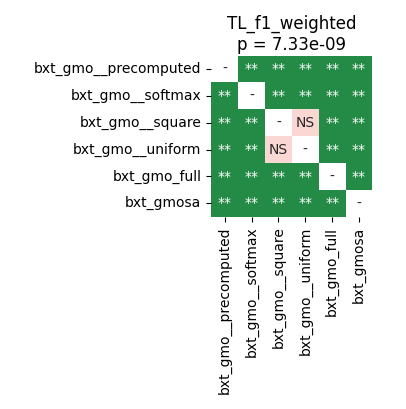 TL_f1_weighted
p = 7.33e-09
bxt_gmo__precomputed - ** ** ** ** **
bxt_gmo__softmax ** - ** ** ** **
bxt_gmo__square ** ** - NS ** **
bxt_gmo__uniform ** ** NS - ** **
bxt_gmo_full ** ** ** ** - **
bxt_gmosa ** ** ** ** ** -
bxt_gmo__precomputed
bxt_gmo__softmax
bxt_gmo__square
bxt_gmo__uniform
bxt_gmo_full
bxt_gmosa